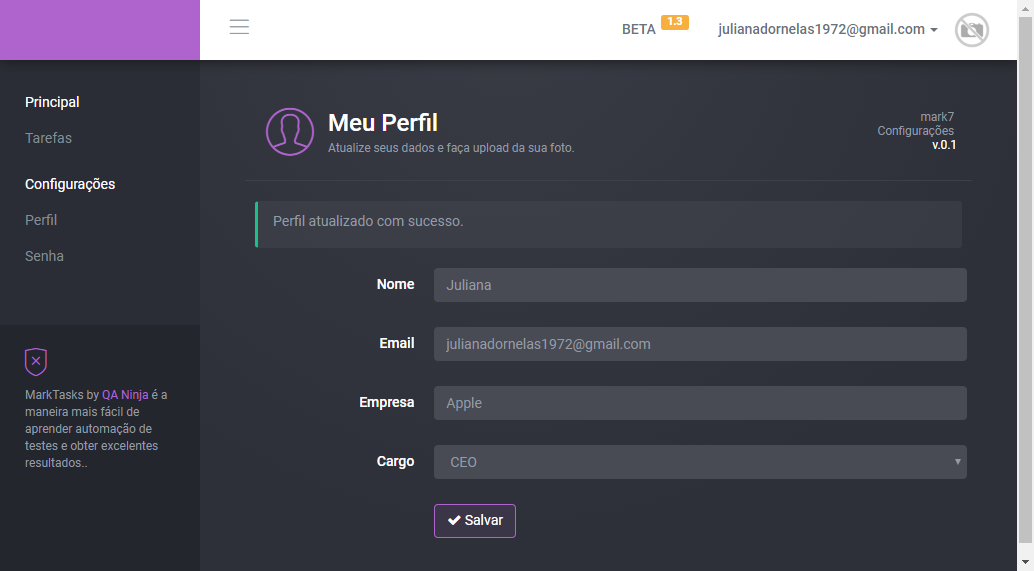 BETA 1.3 julianadornelas1972@gmail.com
Principal
Tarefas
Configurações
Perfil
Senha
MarkTasks by QA Ninja é a
maneira mais fácil de
aprender automação de
testes e obter excelentes
resultados..
Meu Perfil
Atualize seus dados e faça upload da sua foto.
mark7
Configurações
v.0.1
Perfil atualizado com sucesso.
Nome Juliana
Email julianadornelas1972@gmail.com
Empresa Apple
Cargo CEO
Salvar